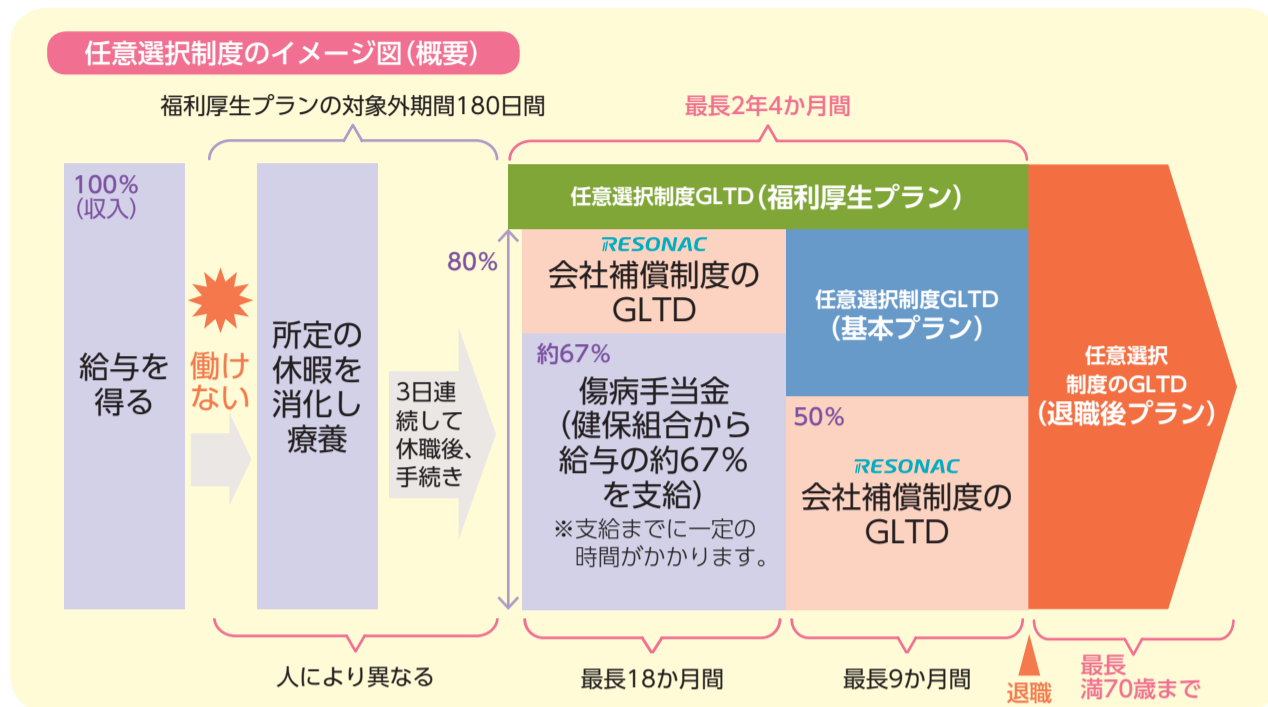 任意選択制度のイメージ図(概要)
福利厚生プランの対象外期間180日間
最長2年4か月間
100%
(収入)
給与を
得る
働け
ない
所定の
休暇を
消化し
療養
3日連
続して
休職後、
手続き
80%
任意選択制度GLTD(福利厚生プラン)
RESONAC
会社補償制度の
GLTD
約67%
傷病手当金
(健保組合から
給与の約67%
を支給)
※支給までに一定の
時間がかかります。
任意選択制度GLTD
(基本プラン)
50%
RESONAC
会社補償制度の
GLTD
任意選択
制度のGLTD
(退職後プラン)
人により異なる
最長18か月間
最長9か月間
退職
最長
満70歳まで